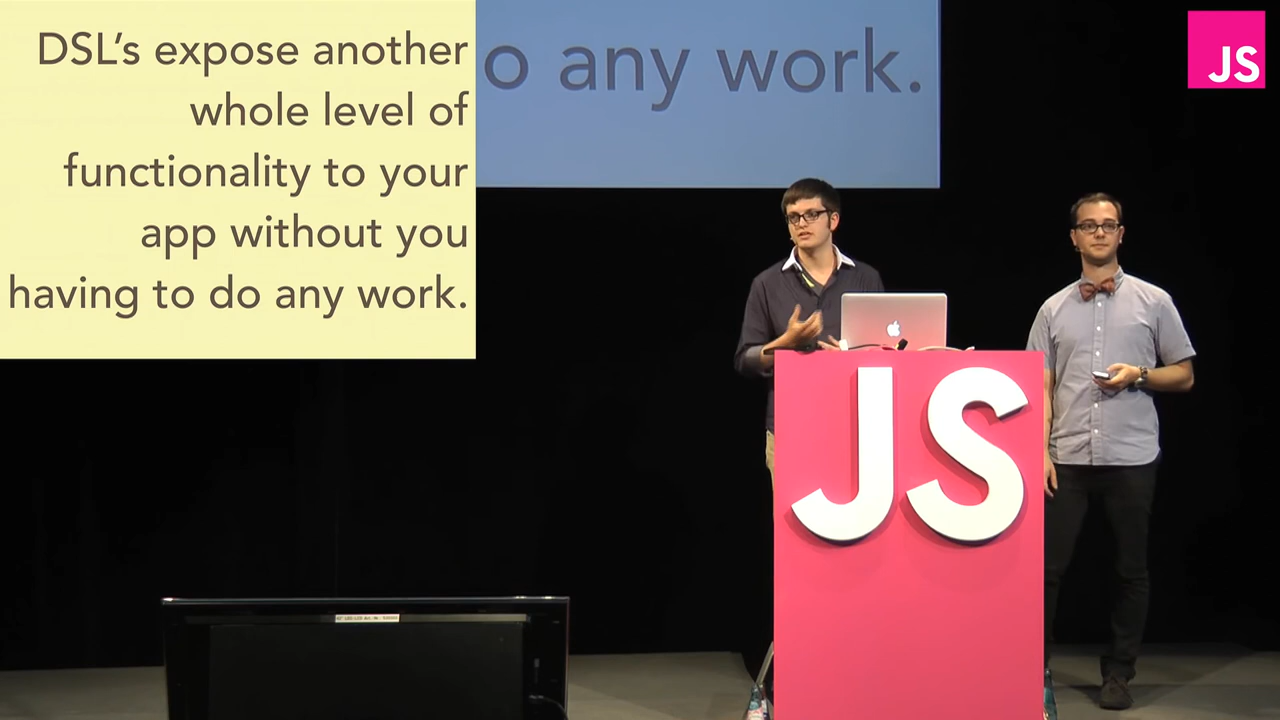 DSL's expose another
whole level of
functionality to your
app without you
having to do any work.
o any work.
JS
JS